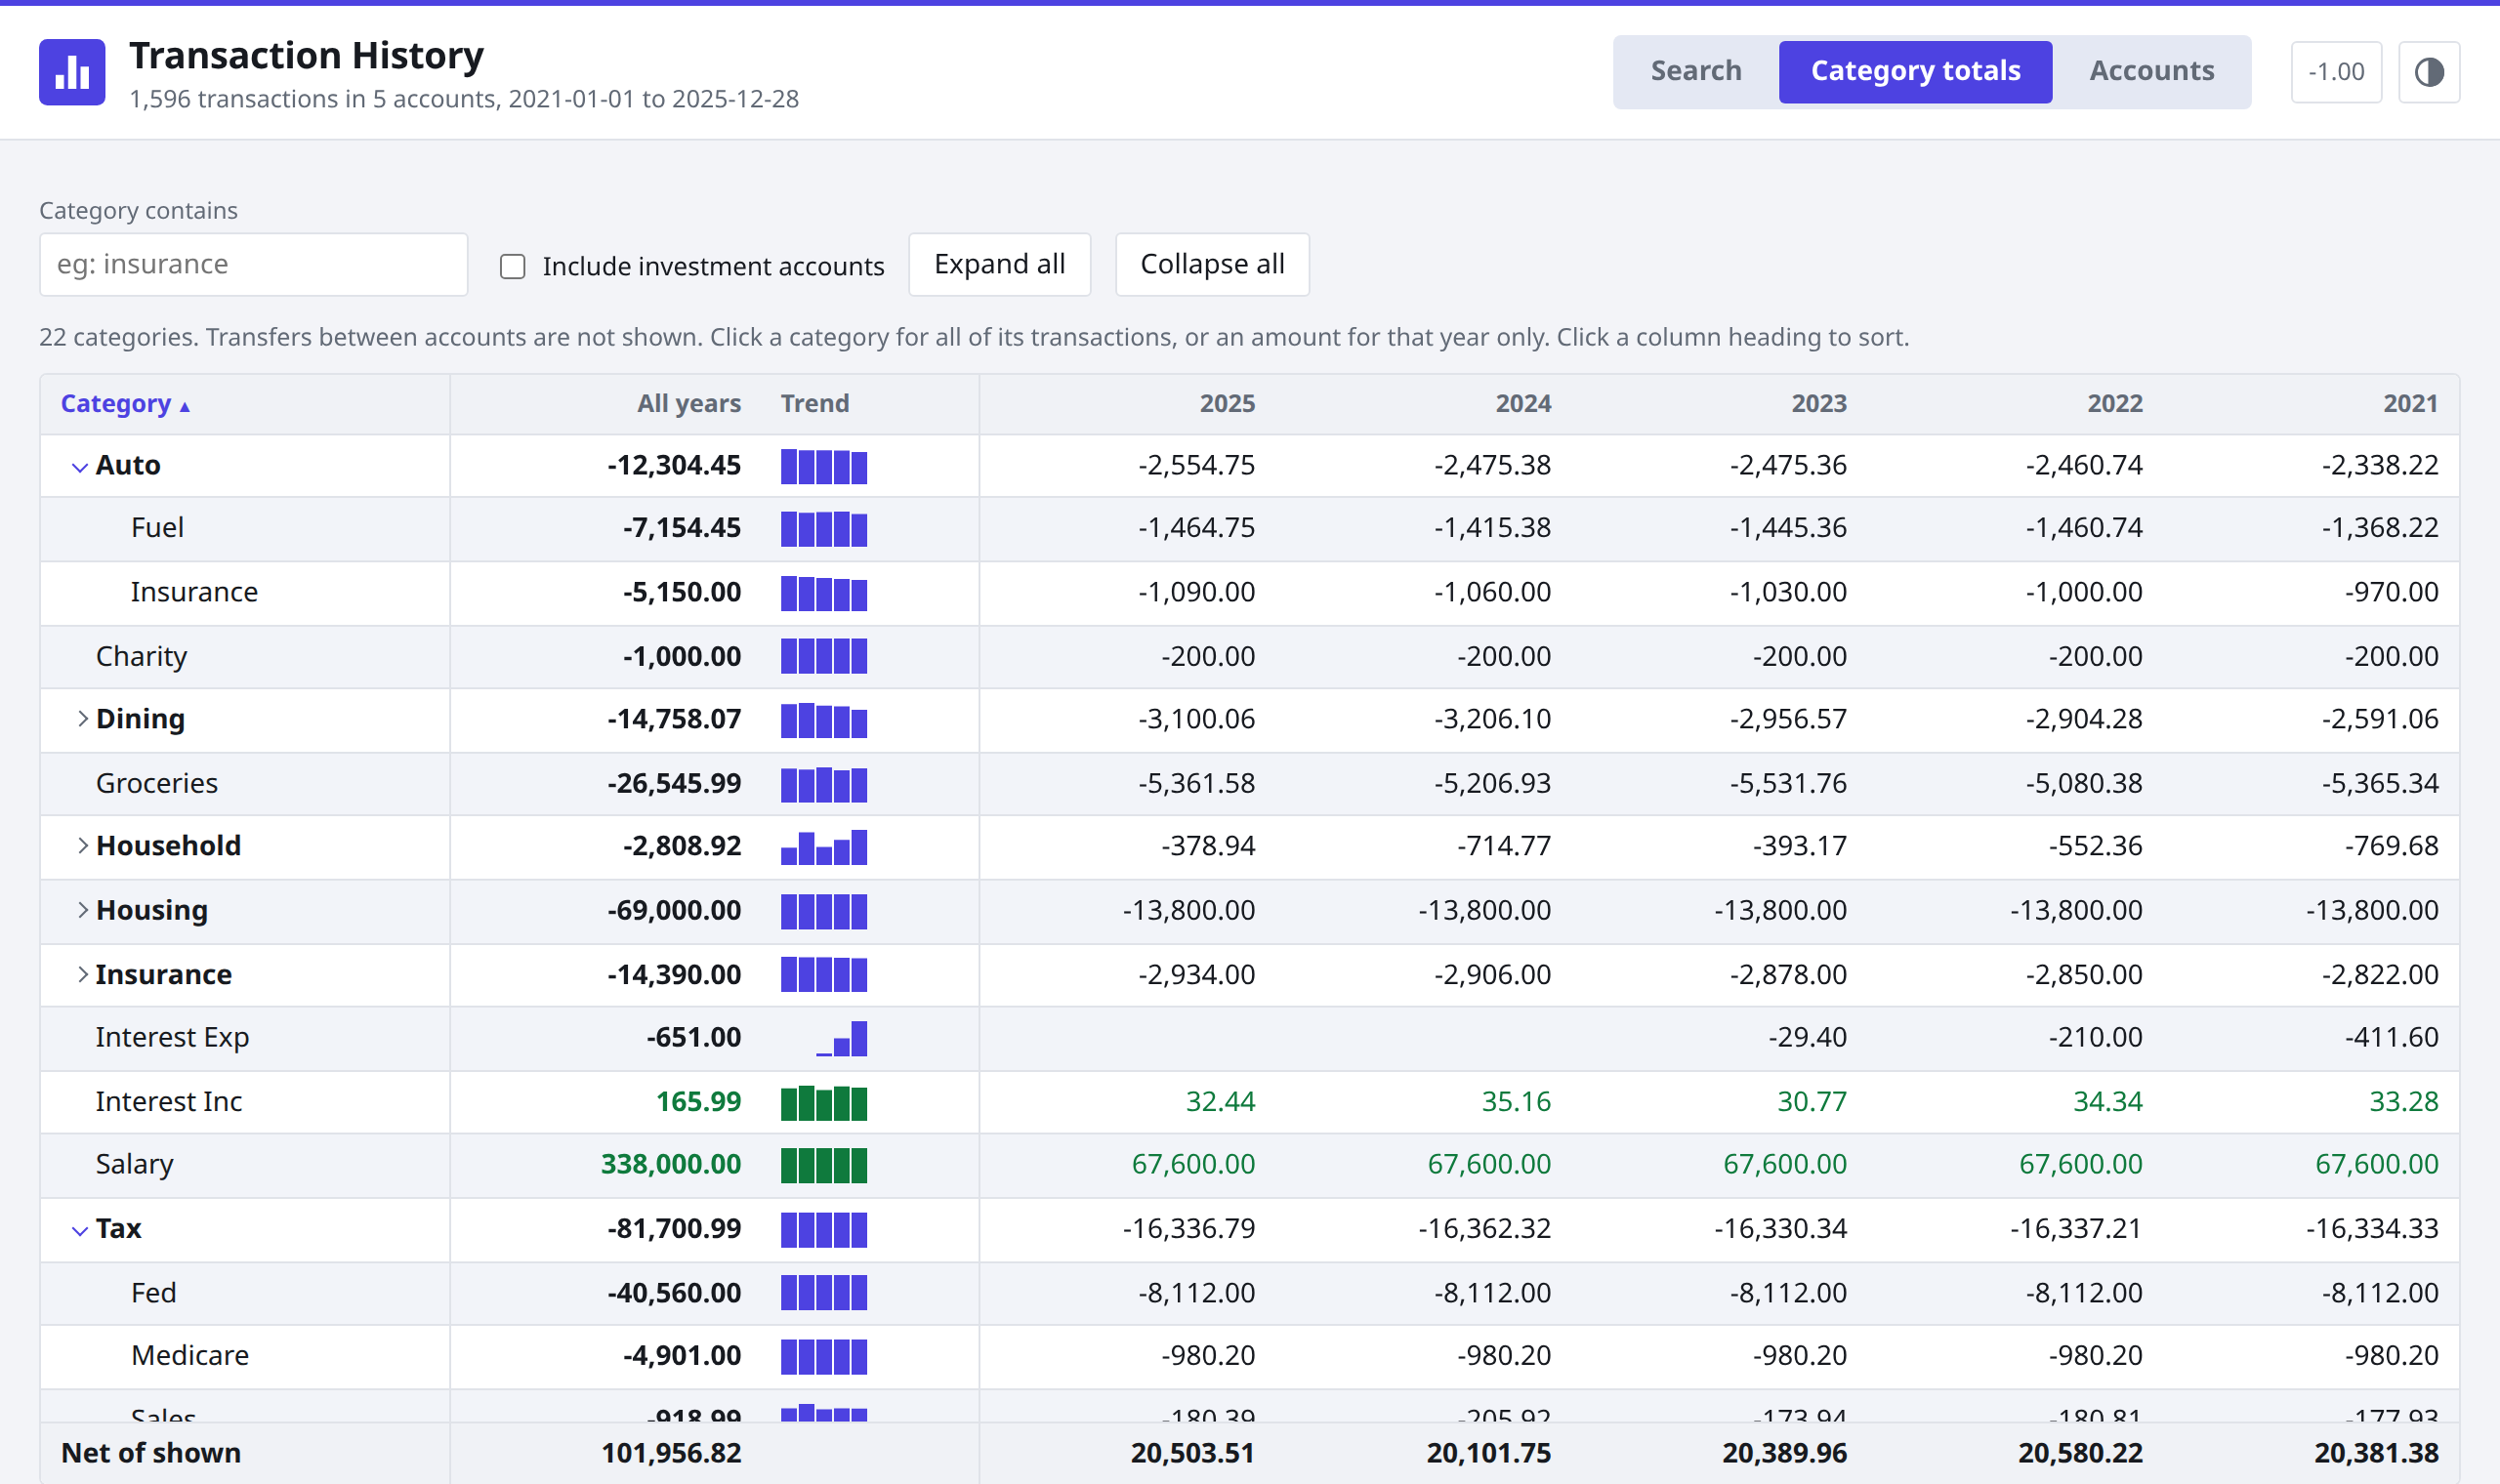 Transaction History
1,596 transactions in 5 accounts, 2021-01-01 to 2025-12-28
Search Category totals Accounts -1.00
Category contains
eg: insurance Include investment accounts Expand all Collapse all
22 categories. Transfers between accounts are not shown. Click a category for all of its transactions, or an amount for that year only. Click a column heading to sort.
Category ▲ All years Trend 2025 2024 2023 2022 2021
Auto -12,304.45 -2,554.75 -2,475.38 -2,475.36 -2,460.74 -2,338.22
Fuel -7,154.45 -1,464.75 -1,415.38 -1,445.36 -1,460.74 -1,368.22
Insurance -5,150.00 -1,090.00 -1,060.00 -1,030.00 -1,000.00 -970.00
Charity -1,000.00 -200.00 -200.00 -200.00 -200.00 -200.00
Dining -14,758.07 -3,100.06 -3,206.10 -2,956.57 -2,904.28 -2,591.06
Groceries -26,545.99 -5,361.58 -5,206.93 -5,531.76 -5,080.38 -5,365.34
Household -2,808.92 -378.94 -714.77 -393.17 -552.36 -769.68
Housing -69,000.00 -13,800.00 -13,800.00 -13,800.00 -13,800.00 -13,800.00
Insurance -14,390.00 -2,934.00 -2,906.00 -2,878.00 -2,850.00 -2,822.00
Interest Exp -651.00 -29.40 -210.00 -411.60
Interest Inc 165.99 32.44 35.16 30.77 34.34 33.28
Salary 338,000.00 67,600.00 67,600.00 67,600.00 67,600.00 67,600.00
Tax -81,700.99 -16,336.79 -16,362.32 -16,330.34 -16,337.21 -16,334.33
Fed -40,560.00 -8,112.00 -8,112.00 -8,112.00 -8,112.00 -8,112.00
Medicare -4,901.00 -980.20 -980.20 -980.20 -980.20 -980.20
Sales -918.99 -180.39 -205.92 -173.94 -180.81 -177.93
Net of shown 101,956.82 20,503.51 20,101.75 20,389.96 20,580.22 20,381.38